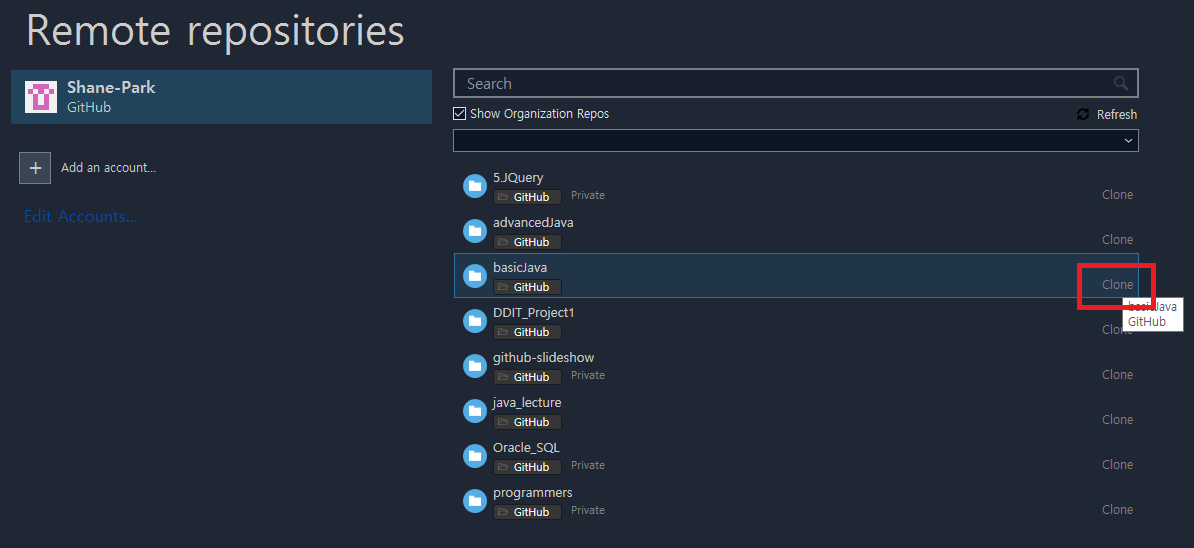 Remote repositories
Shane-Park
GitHub
Add an account...
Edit Accounts...
Search
Show Organization Repos
Refresh
5.JQuery
GitHub Private Clone
advancedJava
GitHub Clone
basicJava
GitHub Clone
basicJava
GitHub
DDIT_Project1
GitHub Clone
github-slideshow
GitHub Private Clone
java_lecture
GitHub Clone
Oracle_SQL
GitHub Private Clone
programmers
GitHub Private Clone